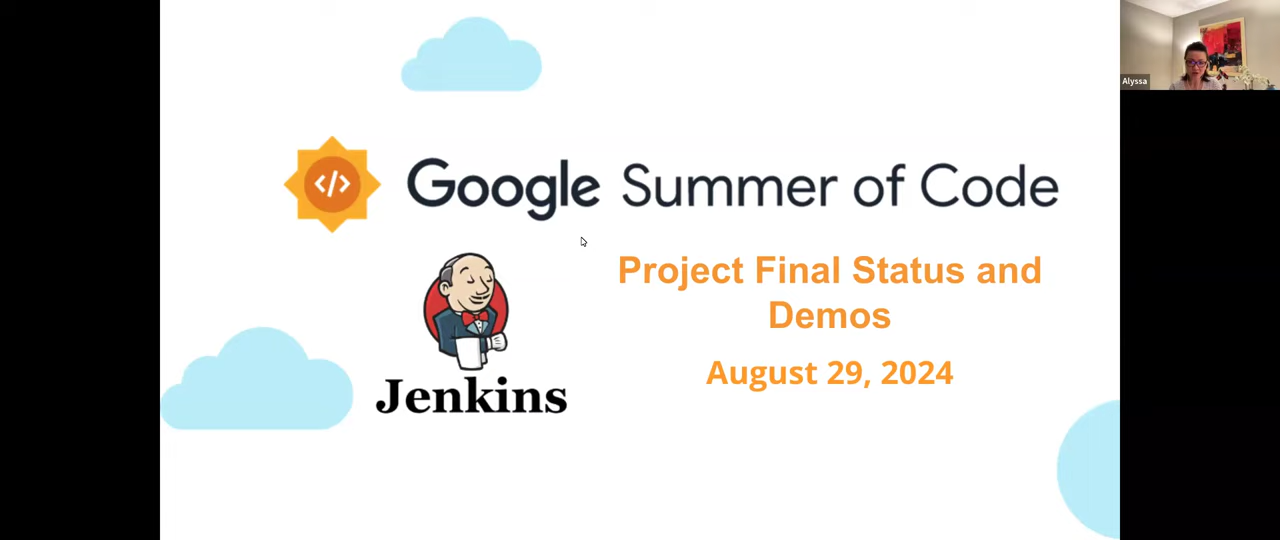 Alyssa
</>
Google Summer of Code
Project Final Status and
Demos
August 29, 2024
Jenkins